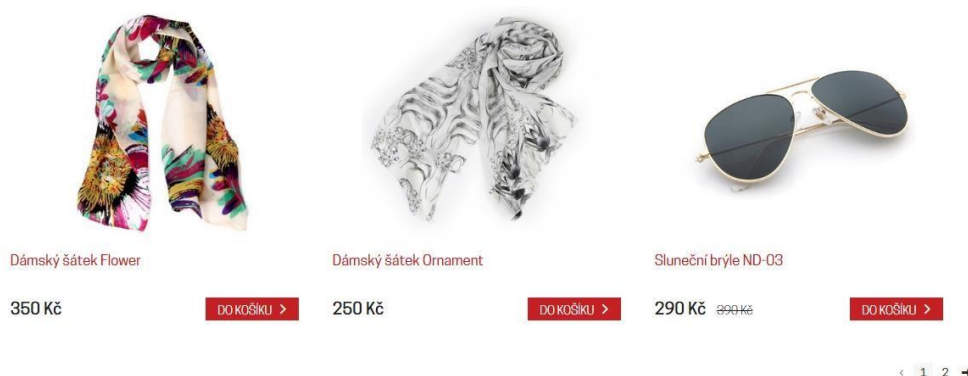 Dámský šátek Flower
Dámský šátek Ornament
Sluneční brýle ND-03
350 Kč
DO KOŠÍKU >
250 Kč
DO KOŠÍKU >
290 Kč 390 Kč
DO KOŠÍKU >
‹ 1 2